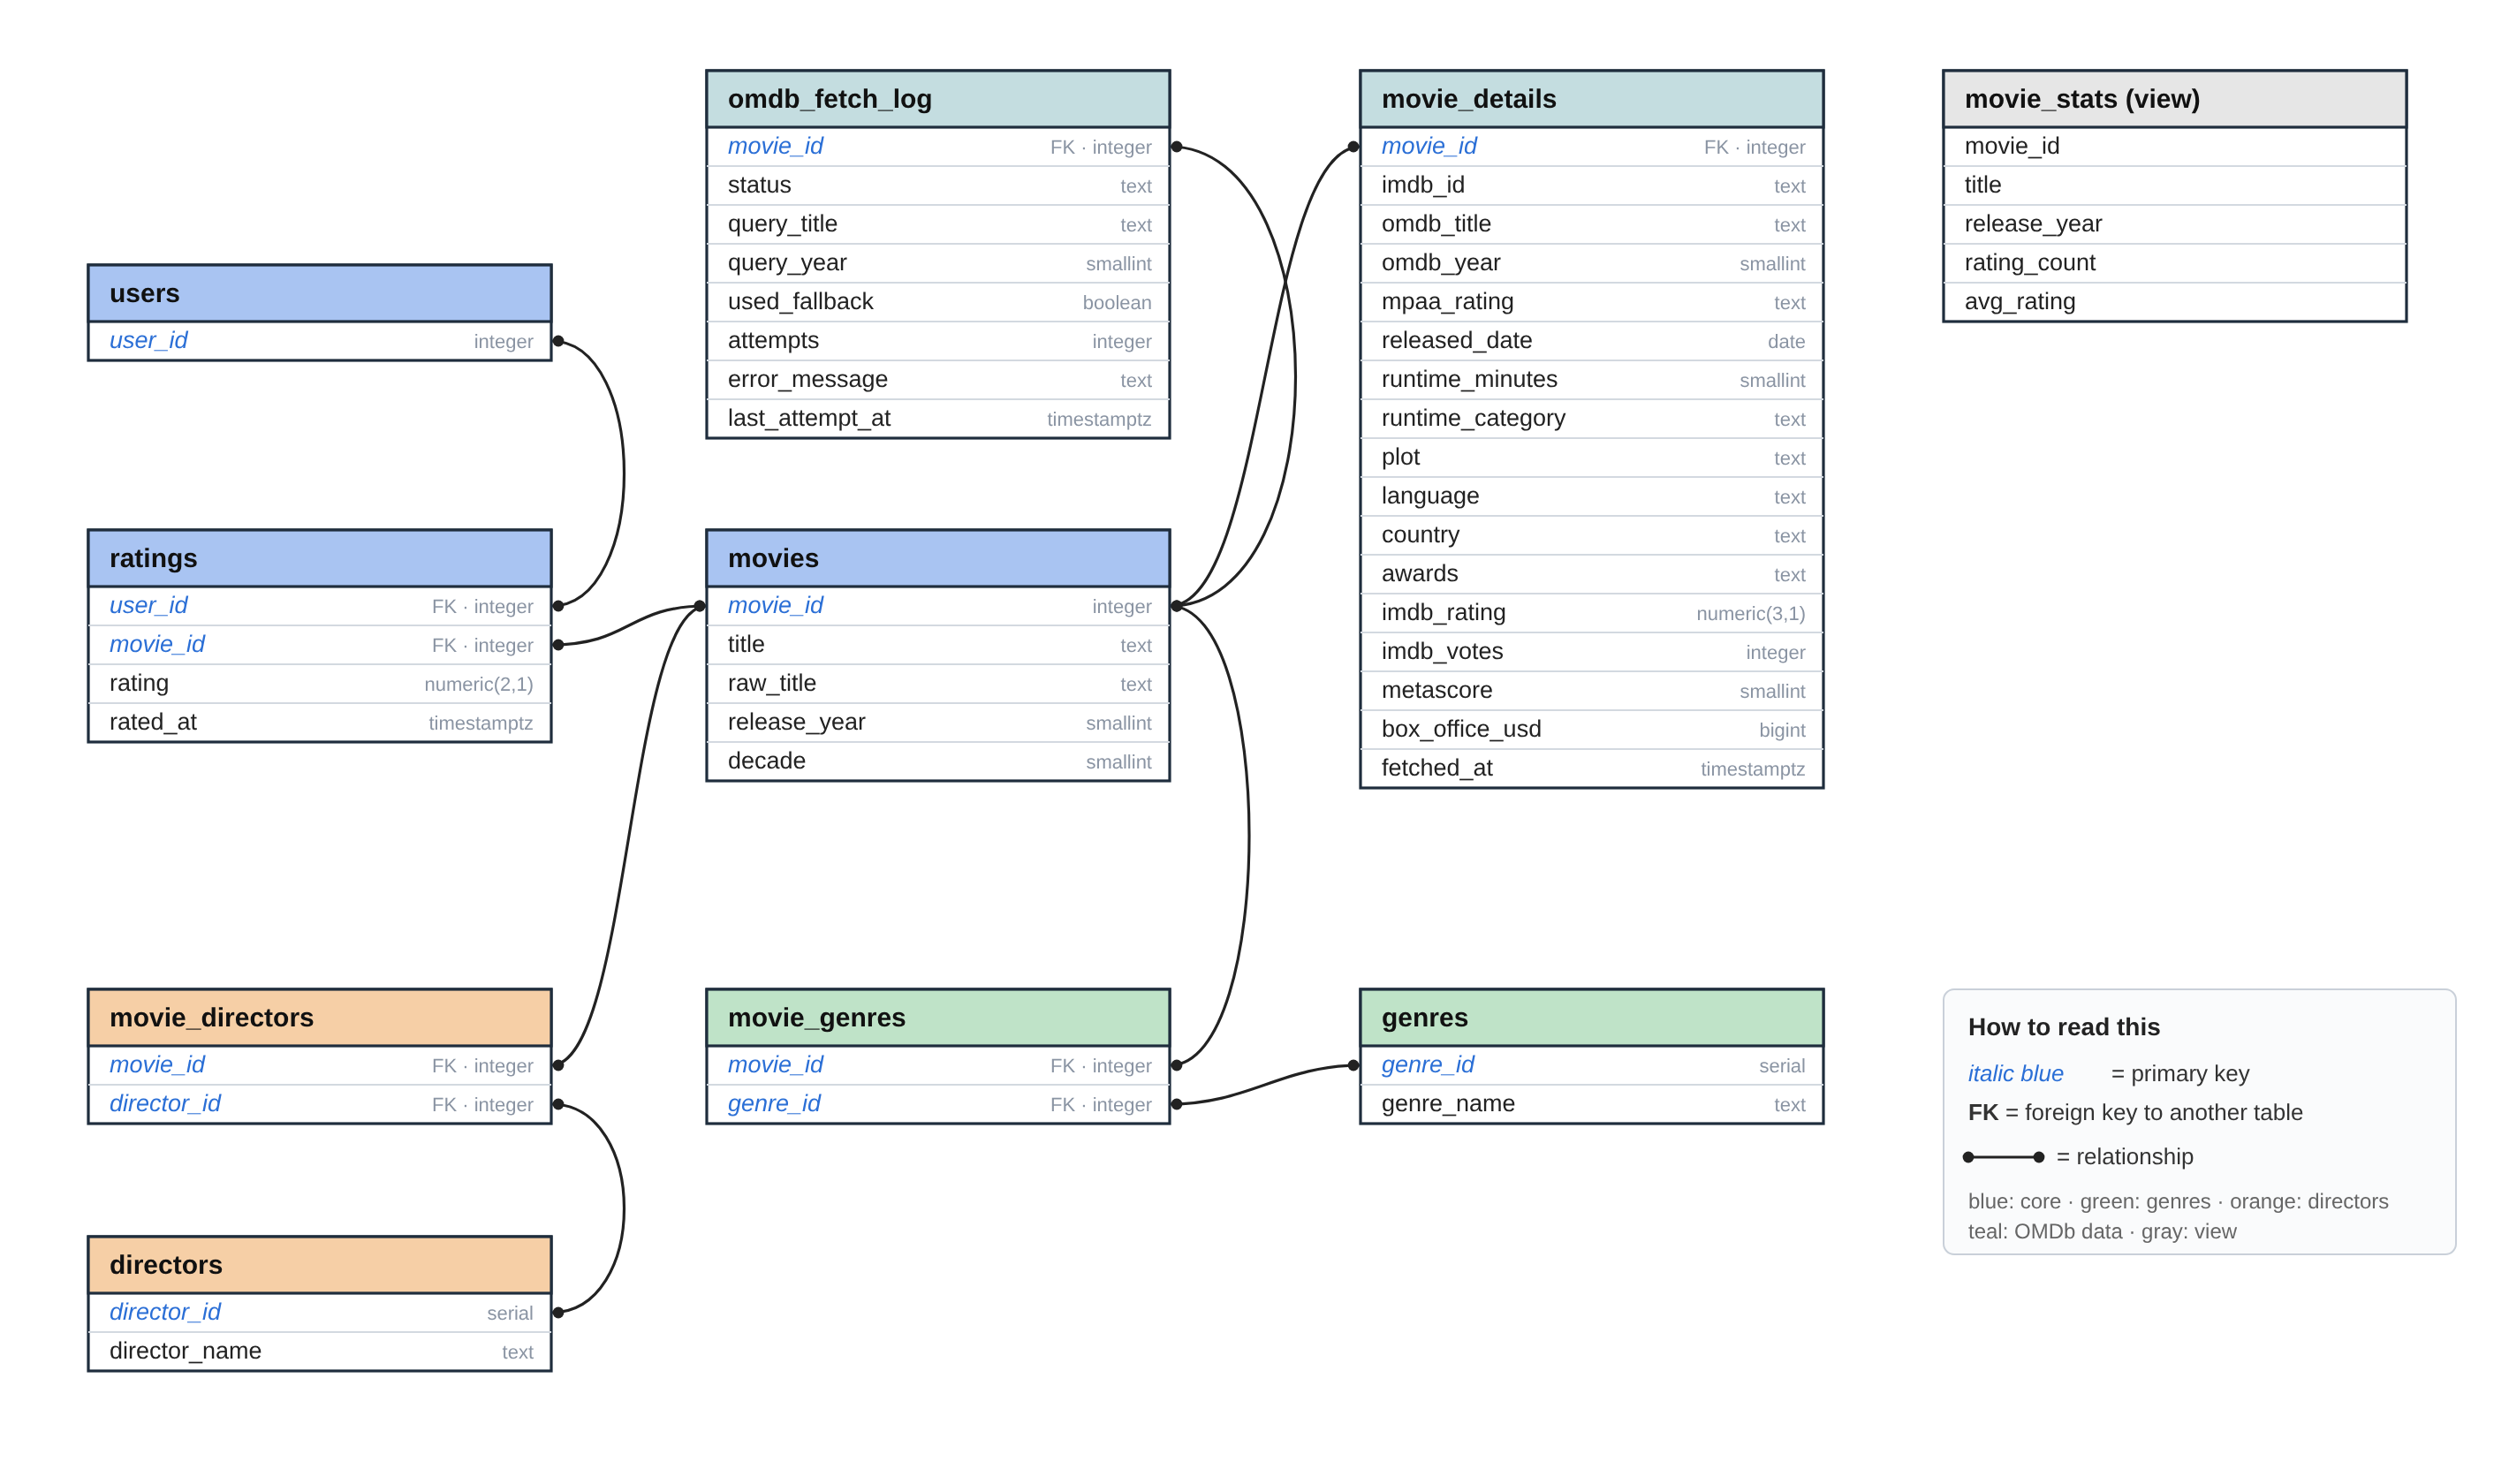 omdb_fetch_log
movie_id FK · integer
status text
query_title text
query_year smallint
used_fallback boolean
attempts integer
error_message text
last_attempt_at timestamptz
movie_details
movie_id FK · integer
imdb_id text
omdb_title text
omdb_year smallint
mpaa_rating text
released_date date
runtime_minutes smallint
runtime_category text
plot text
language text
country text
awards text
imdb_rating numeric(3,1)
imdb_votes integer
metascore smallint
box_office_usd bigint
fetched_at timestamptz
movie_stats (view)
movie_id
title
release_year
rating_count
avg_rating
users
user_id integer
ratings
user_id FK · integer
movie_id FK · integer
rating numeric(2,1)
rated_at timestamptz
movies
movie_id integer
title text
raw_title text
release_year smallint
decade smallint
movie_directors
movie_id FK · integer
director_id FK · integer
movie_genres
movie_id FK · integer
genre_id FK · integer
genres
genre_id serial
genre_name text
directors
director_id serial
director_name text
How to read this
italic blue = primary key
FK = foreign key to another table
= relationship
blue: core · green: genres · orange: directors
teal: OMDb data · gray: view